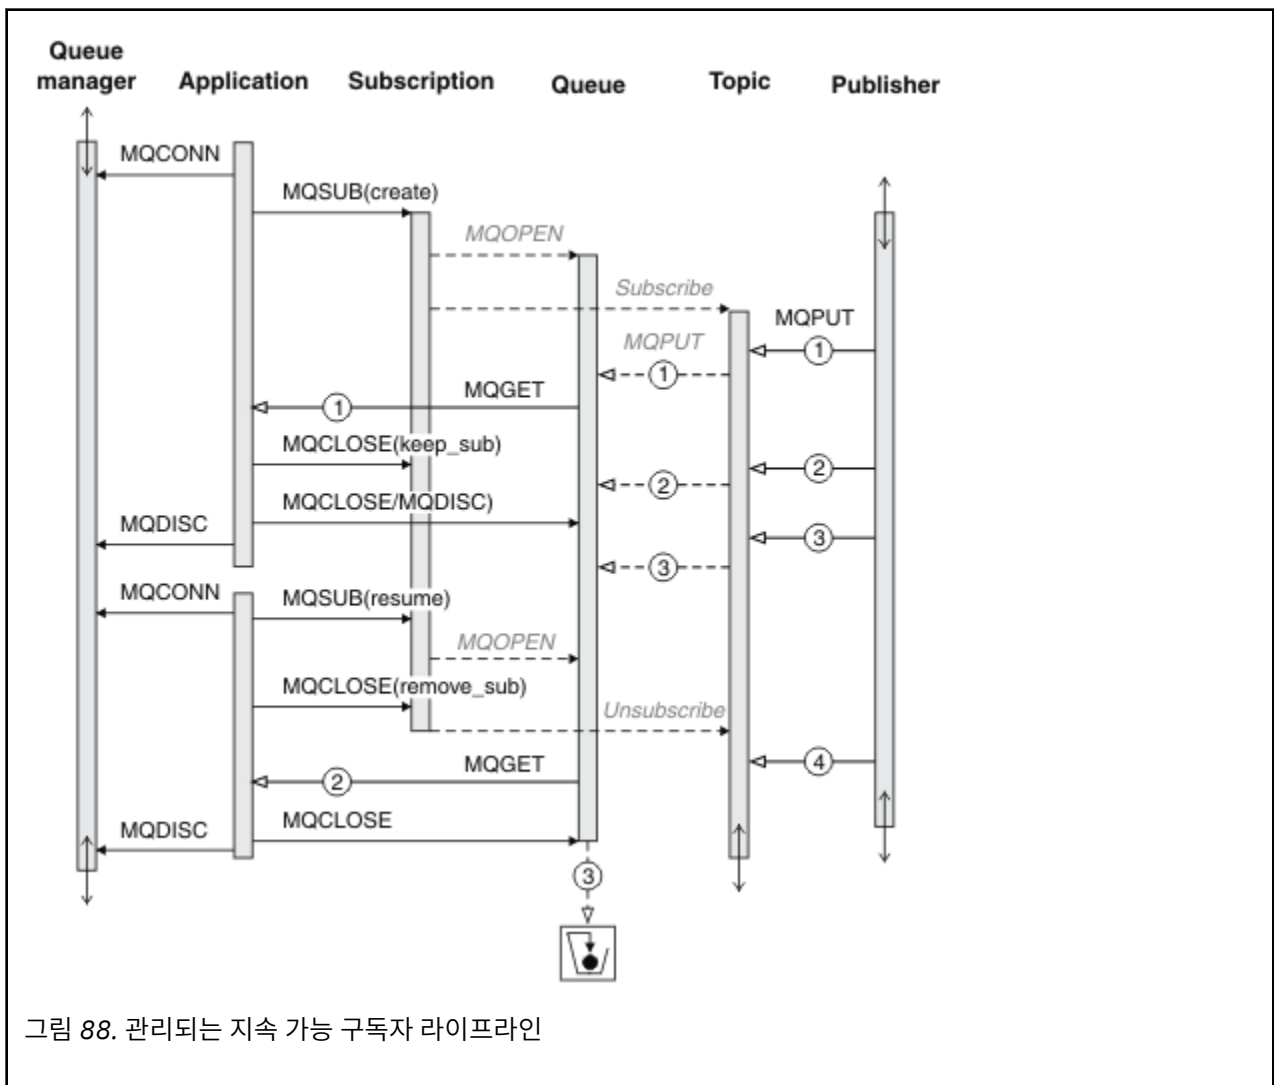 Queue
manager
Application
Subscription
Queue
Topic
Publisher
MQCONN
MQSUB(create)
MQOPEN
Subscribe
MQPUT
1
MQPUT
1
MQGET
1
MQCLOSE(keep_sub)
2
2
MQCLOSE/MQDISC)
MQDISC
3
3
MQCONN
MQSUB(resume)
MQOPEN
MQCLOSE(remove_sub)
Unsubscribe
4
MQGET
2
MQCLOSE
MQDISC
3
그림 88. 관리되는 지속 가능 구독자 라이프라인